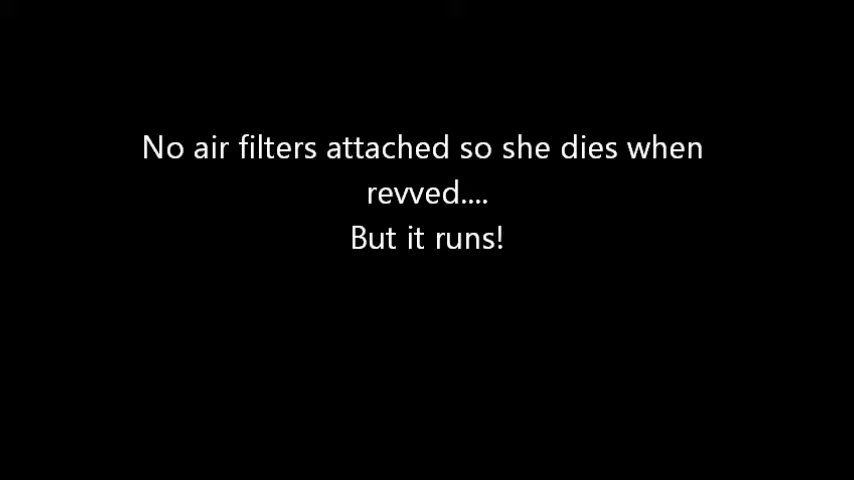 No air filters attached so she dies when
revved....
But it runs!